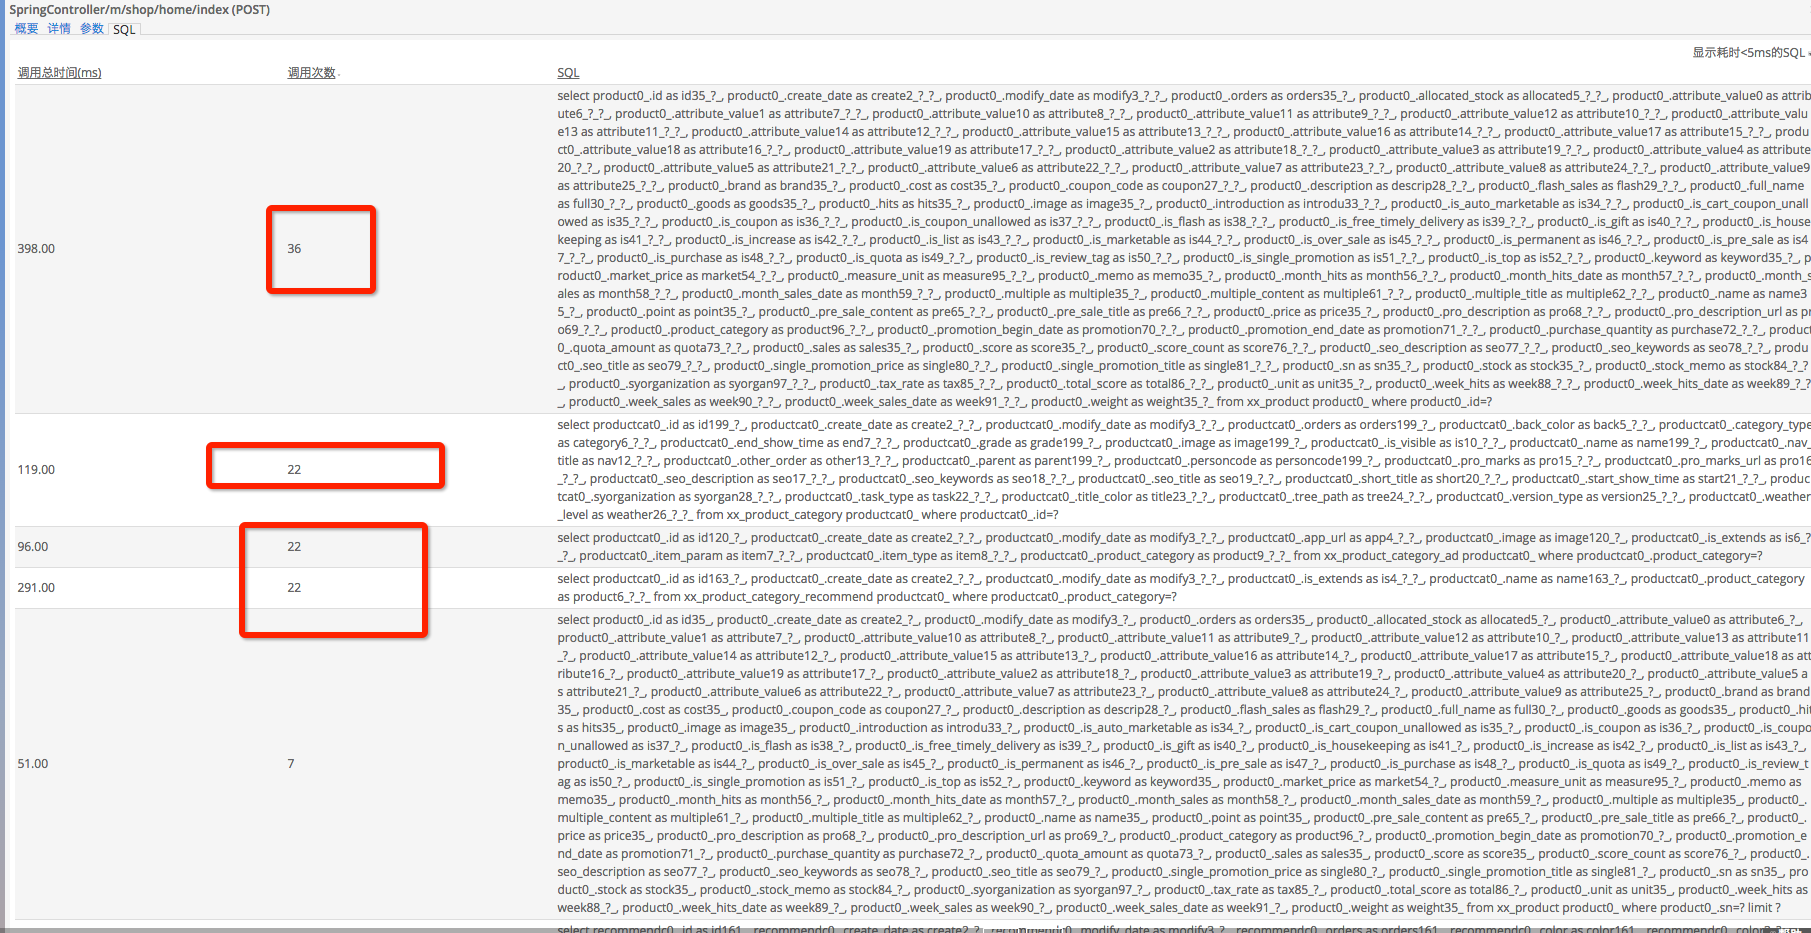 SpringController/m/shop/home/index (POST)
概要 详情 参数 SQL
显示耗时<5ms的SQL
调用总时间(ms) 调用次数 SQL
select product0_.id as id35_?_, product0_.create_date as create2_?_?_, product0_.modify_date as modify3_?_?_, product0_.orders as orders35_?_, product0_.allocated_stock as allocated5_?_?_, product0_.attribute_value0 as attrib
ute6_?_?_, product0_.attribute_value1 as attribute7_?_?_, product0_.attribute_value10 as attribute8_?_?_, product0_.attribute_value11 as attribute9_?_?_, product0_.attribute_value12 as attribute10_?_?_, product0_.attribute_valu
e13 as attribute11_?_?_, product0_.attribute_value14 as attribute12_?_?_, product0_.attribute_value15 as attribute13_?_?_, product0_.attribute_value16 as attribute14_?_?_, product0_.attribute_value17 as attribute15_?_?_, produ
ct0_.attribute_value18 as attribute16_?_?_, product0_.attribute_value19 as attribute17_?_?_, product0_.attribute_value2 as attribute18_?_?_, product0_.attribute_value3 as attribute19_?_?_, product0_.attribute_value4 as attribute
20_?_?_, product0_.attribute_value5 as attribute21_?_?_, product0_.attribute_value6 as attribute22_?_?_, product0_.attribute_value7 as attribute23_?_?_, product0_.attribute_value8 as attribute24_?_?_, product0_.attribute_value9
as attribute25_?_?_, product0_.brand as brand35_?_, product0_.cost as cost35_?_, product0_.coupon_code as coupon27_?_?_, product0_.description as descrip28_?_?_, product0_.flash_sales as flash29_?_?_, product0_.full_name
as full30_?_?_, product0_.goods as goods35_?_, product0_.hits as hits35_?_, product0_.image as image35_?_, product0_.introduction as introdu33_?_?_, product0_.is_auto_marketable as is34_?_?_, product0_.is_cart_coupon_unall
owed as is35_?_?_, product0_.is_coupon as is36_?_?_, product0_.is_coupon_unallowed as is37_?_?_, product0_.is_flash as is38_?_?_, product0_.is_free_timely_delivery as is39_?_?_, product0_.is_gift as is40_?_?_, product0_.is_house
keeping as is41_?_?_, product0_.is_increase as is42_?_?_, product0_.is_list as is43_?_?_, product0_.is_marketable as is44_?_?_, product0_.is_over_sale as is45_?_?_, product0_.is_permanent as is46_?_?_, product0_.is_pre_sale as is4
398.00 36 7_?_?_, product0_.is_purchase as is48_?_?_, product0_.is_quota as is49_?_?_, product0_.is_review_tag as is50_?_?_, product0_.is_single_promotion as is51_?_?_, product0_.is_top as is52_?_?_, product0_.keyword as keyword35_?_, p
roduct0_.market_price as market54_?_?_, product0_.measure_unit as measure95_?_?_, product0_.memo as memo35_?_, product0_.month_hits as month56_?_?_, product0_.month_hits_date as month57_?_?_, product0_.month_s
ales as month58_?_?_, product0_.month_sales_date as month59_?_?_, product0_.multiple as multiple35_?_, product0_.multiple_content as multiple61_?_?_, product0_.multiple_title as multiple62_?_?_, product0_.name as name3
5_?_, product0_.point as point35_?_, product0_.pre_sale_content as pre65_?_?_, product0_.pre_sale_title as pre66_?_?_, product0_.price as price35_?_, product0_.pro_description as pro68_?_?_, product0_.pro_description_url as pr
o69_?_?_, product0_.product_category as product96_?_?_, product0_.promotion_begin_date as promotion70_?_?_, product0_.promotion_end_date as promotion71_?_?_, product0_.purchase_quantity as purchase72_?_?_, product
0_.quota_amount as quota73_?_?_, product0_.sales as sales35_?_, product0_.score as score35_?_, product0_.score_count as score76_?_?_, product0_.seo_description as seo77_?_?_, product0_.seo_keywords as seo78_?_?_, produ
ct0_.seo_title as seo79_?_?_, product0_.single_promotion_price as single80_?_?_, product0_.single_promotion_title as single81_?_?_, product0_.sn as sn35_?_, product0_.stock as stock35_?_, product0_.stock_memo as stock84_?_?
_, product0_.syorganization as syorgan97_?_?_, product0_.tax_rate as tax85_?_?_, product0_.total_score as total86_?_?_, product0_.unit as unit35_?_, product0_.week_hits as week88_?_?_, product0_.week_hits_date as week89_?_?
_, product0_.week_sales as week90_?_?_, product0_.week_sales_date as week91_?_?_, product0_.weight as weight35_?_ from xx_product product0_ where product0_.id=?
select productcat0_.id as id199_?_, productcat0_.create_date as create2_?_?_, productcat0_.modify_date as modify3_?_?_, productcat0_.orders as orders199_?_, productcat0_.back_color as back5_?_?_, productcat0_.category_type
as category6_?_?_, productcat0_.end_show_time as end7_?_?_, productcat0_.grade as grade199_?_, productcat0_.image as image199_?_, productcat0_.is_visible as is10_?_?_, productcat0_.name as name199_?_, productcat0_.nav_
title as nav12_?_?_, productcat0_.other_order as other13_?_?_, productcat0_.parent as parent199_?_, productcat0_.personcode as personcode199_?_, productcat0_.pro_marks as pro15_?_?_, productcat0_.pro_marks_url as pro16
119.00 22 _?_?_, productcat0_.seo_description as seo17_?_?_, productcat0_.seo_keywords as seo18_?_?_, productcat0_.seo_title as seo19_?_?_, productcat0_.short_title as short20_?_?_, productcat0_.start_show_time as start21_?_?_, produc
tcat0_.syorganization as syorgan28_?_?_, productcat0_.task_type as task22_?_?_, productcat0_.title_color as title23_?_?_, productcat0_.tree_path as tree24_?_?_, productcat0_.version_type as version25_?_?_, productcat0_.weather
_level as weather26_?_?_ from xx_product_category productcat0_ where productcat0_.id=?
96.00 22 select productcat0_.id as id120_?_, productcat0_.create_date as create2_?_?_, productcat0_.modify_date as modify3_?_?_, productcat0_.app_url as app4_?_?_, productcat0_.image as image120_?_, productcat0_.is_extends as is6_?
_?_, productcat0_.item_param as item7_?_?_, productcat0_.item_type as item8_?_?_, productcat0_.product_category as product9_?_?_ from xx_product_category_ad productcat0_ where productcat0_.product_category=?
291.00 22 select productcat0_.id as id163_?_, productcat0_.create_date as create2_?_?_, productcat0_.modify_date as modify3_?_?_, productcat0_.is_extends as is4_?_?_, productcat0_.name as name163_?_, productcat0_.product_category
as product6_?_?_ from xx_product_category_recommend productcat0_ where productcat0_.product_category=?
select product0_.id as id35_, product0_.create_date as create2_?_, product0_.modify_date as modify3_?_, product0_.orders as orders35_, product0_.allocated_stock as allocated5_?_, product0_.attribute_value0 as attribute6_?_,
product0_.attribute_value1 as attribute7_?_, product0_.attribute_value10 as attribute8_?_, product0_.attribute_value11 as attribute9_?_, product0_.attribute_value12 as attribute10_?_, product0_.attribute_value13 as attribute11
_?_, product0_.attribute_value14 as attribute12_?_, product0_.attribute_value15 as attribute13_?_, product0_.attribute_value16 as attribute14_?_, product0_.attribute_value17 as attribute15_?_, product0_.attribute_value18 as att
ribute16_?_, product0_.attribute_value19 as attribute17_?_, product0_.attribute_value2 as attribute18_?_, product0_.attribute_value3 as attribute19_?_, product0_.attribute_value4 as attribute20_?_, product0_.attribute_value5 a
s attribute21_?_, product0_.attribute_value6 as attribute22_?_, product0_.attribute_value7 as attribute23_?_, product0_.attribute_value8 as attribute24_?_, product0_.attribute_value9 as attribute25_?_, product0_.brand as brand
35_, product0_.cost as cost35_, product0_.coupon_code as coupon27_?_, product0_.description as descrip28_?_, product0_.flash_sales as flash29_?_, product0_.full_name as full30_?_, product0_.goods as goods35_, product0_.hit
s as hits35_, product0_.image as image35_, product0_.introduction as introdu33_?_, product0_.is_auto_marketable as is34_?_, product0_.is_cart_coupon_unallowed as is35_?_, product0_.is_coupon as is36_?_, product0_.is_coupo
n_unallowed as is37_?_, product0_.is_flash as is38_?_, product0_.is_free_timely_delivery as is39_?_, product0_.is_gift as is40_?_, product0_.is_housekeeping as is41_?_, product0_.is_increase as is42_?_, product0_.is_list as is43_?_,
51.00 7 product0_.is_marketable as is44_?_, product0_.is_over_sale as is45_?_, product0_.is_permanent as is46_?_, product0_.is_pre_sale as is47_?_, product0_.is_purchase as is48_?_, product0_.is_quota as is49_?_, product0_.is_review_t
ag as is50_?_, product0_.is_single_promotion as is51_?_, product0_.is_top as is52_?_, product0_.keyword as keyword35_, product0_.market_price as market54_?_, product0_.measure_unit as measure95_?_, product0_.memo as
memo35_, product0_.month_hits as month56_?_, product0_.month_hits_date as month57_?_, product0_.month_sales as month58_?_, product0_.month_sales_date as month59_?_, product0_.multiple as multiple35_, product0_.
multiple_content as multiple61_?_, product0_.multiple_title as multiple62_?_, product0_.name as name35_, product0_.point as point35_, product0_.pre_sale_content as pre65_?_, product0_.pre_sale_title as pre66_?_, product0_.
price as price35_, product0_.pro_description as pro68_?_, product0_.pro_description_url as pro69_?_, product0_.product_category as product96_?_, product0_.promotion_begin_date as promotion70_?_, product0_.promotion_e
nd_date as promotion71_?_, product0_.purchase_quantity as purchase72_?_, product0_.quota_amount as quota73_?_, product0_.sales as sales35_, product0_.score as score35_, product0_.score_count as score76_?_, product0_.
seo_description as seo77_?_, product0_.seo_keywords as seo78_?_, product0_.seo_title as seo79_?_, product0_.single_promotion_price as single80_?_, product0_.single_promotion_title as single81_?_, product0_.sn as sn35_, pro
duct0_.stock as stock35_, product0_.stock_memo as stock84_?_, product0_.syorganization as syorgan97_?_, product0_.tax_rate as tax85_?_, product0_.total_score as total86_?_, product0_.unit as unit35_, product0_.week_hits as
week88_?_, product0_.week_hits_date as week89_?_, product0_.week_sales as week90_?_, product0_.week_sales_date as week91_?_, product0_.weight as weight35_ from xx_product product0_ where product0_.sn=? limit ?